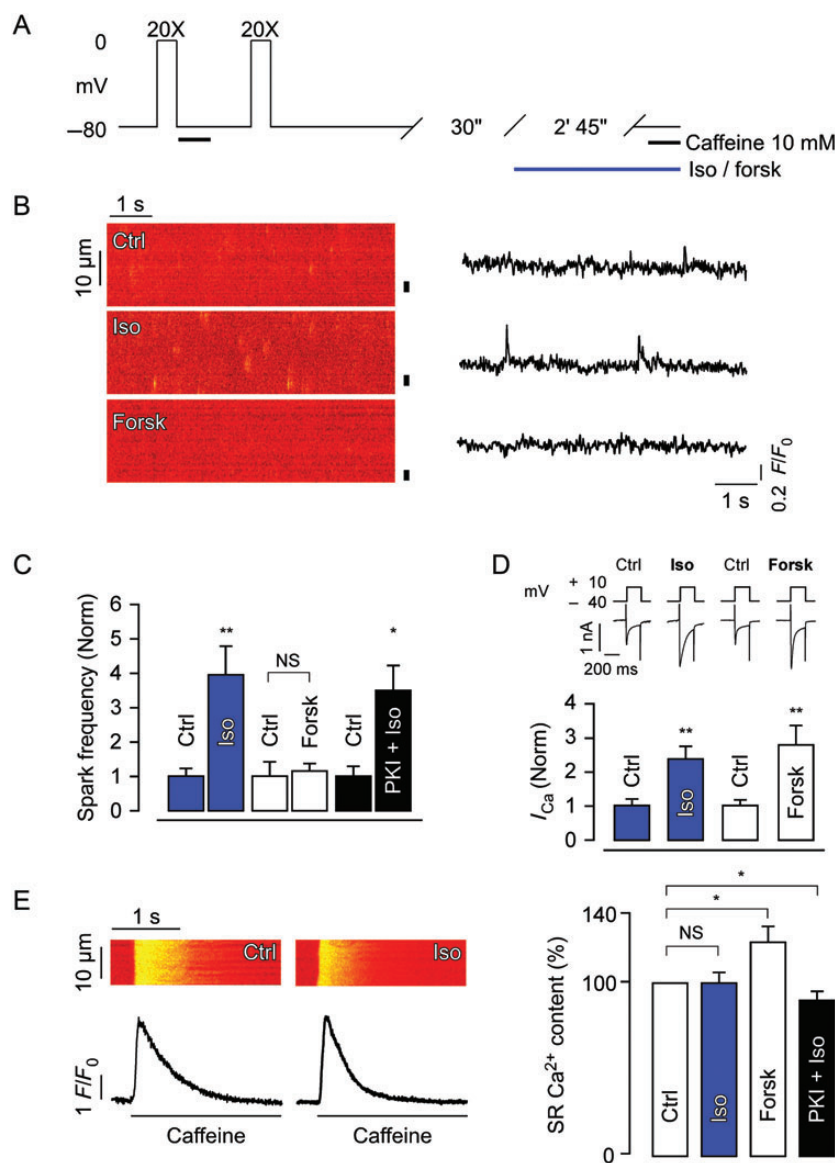 A
20X 20X
0
mV
–80
30" 2' 45"
Caffeine 10 mM
Iso / forsk
B
1 s
10 µm
Ctrl
Iso
Forsk
0.2 F/F0
1 s
C
Spark frequency (Norm)
6
5
4
3
2
1
0
Ctrl
Iso
**
Ctrl
NS
Forsk
Ctrl
*
PKI + Iso
D
Ctrl Iso Ctrl Forsk
mV + 10
– 40
1 nA
200 ms
ICa (Norm)
4
3
2
1
0
Ctrl
**
Iso
Ctrl
**
Forsk
E
1 s
10 µm
Ctrl
Iso
1 F/F0
Caffeine Caffeine
SR Ca2+ content (%)
140
100
0
*
*
NS
Ctrl
Iso
Forsk
PKI + Iso